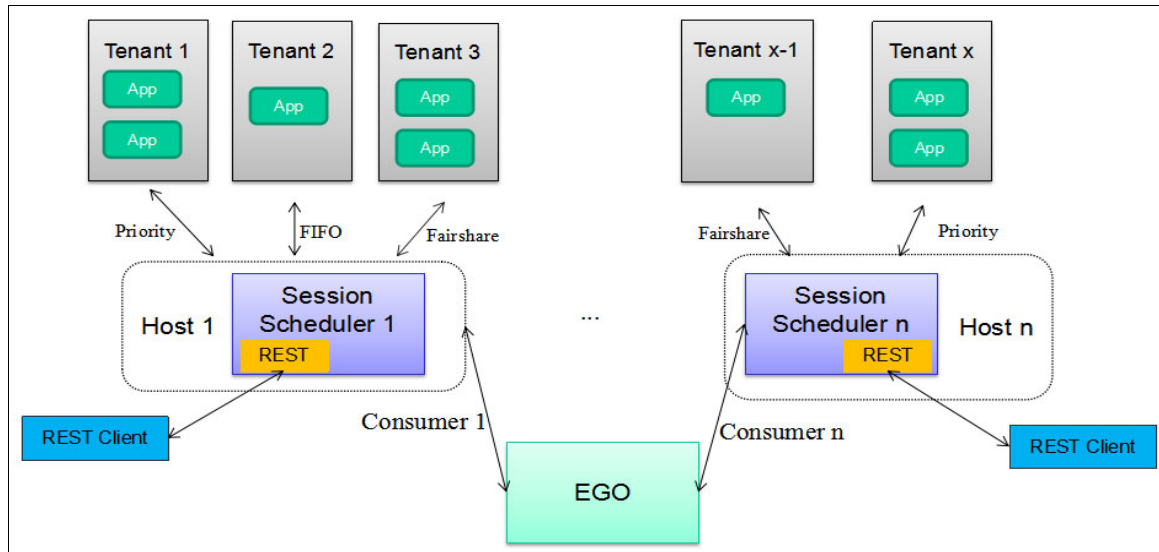 Tenant 1
App
App
Tenant 2
App
Tenant 3
App
App
Tenant x-1
App
Tenant x
App
App
Priority
FIFO
Fairshare
Fairshare
Priority
Host 1
Session
Scheduler 1
REST
...
Session
Scheduler n
REST
Host n
REST Client
Consumer 1
Consumer n
REST Client
EGO